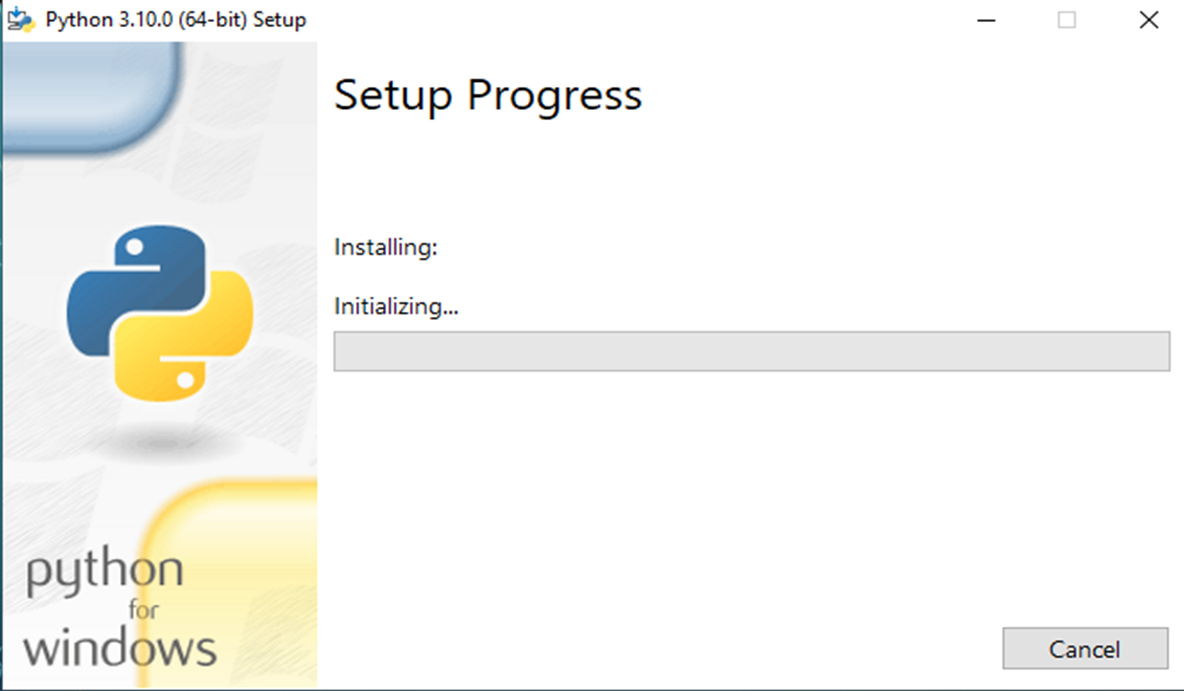 Python 3.10.0 (64-bit) Setup
Setup Progress
Installing:
Initializing...
python
for
windows
Cancel